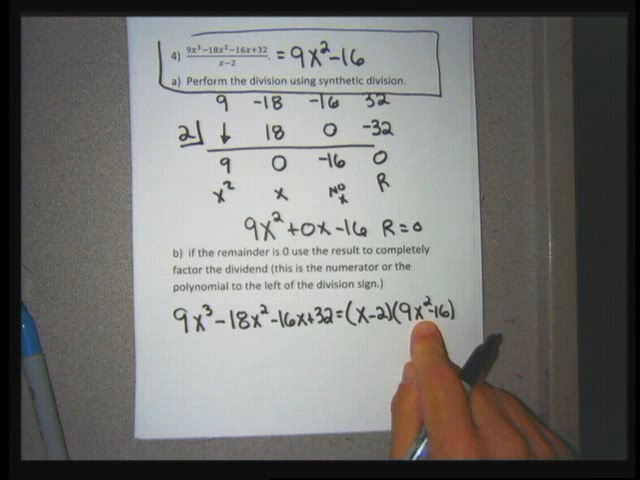 4) 9x³−18x²−16x+32 / x−2 . = 9x²-16
a) Perform the division using synthetic division.
9 -18 -16 32
2 ↓ 18 0 -32
9 0 -16 0
x² x NO x R
9x²+0x-16 R=0
b) if the remainder is 0 use the result to completely
factor the dividend (this is the numerator or the
polynomial to the left of the division sign.)
9x³-18x²-16x+32=(x-2)(9x²-16)